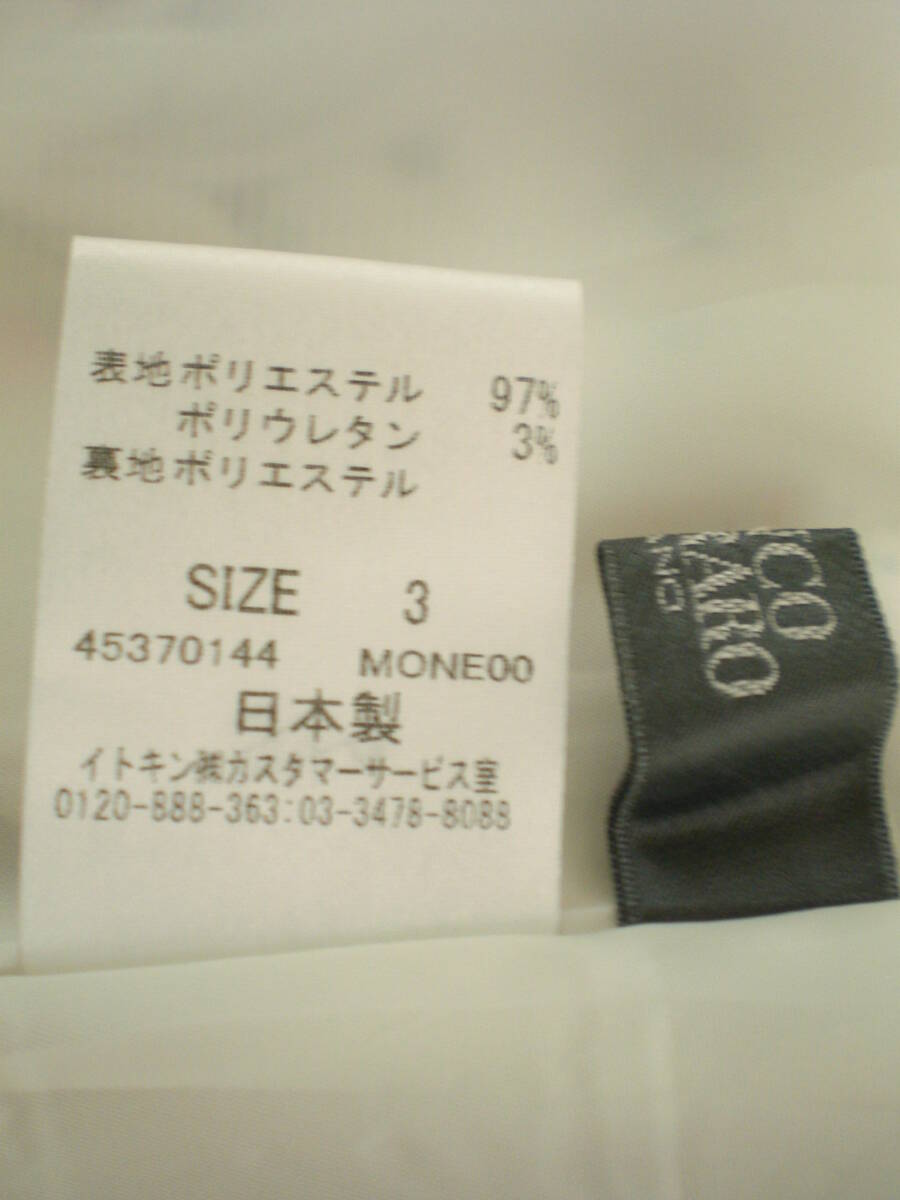 表地ポリエステル 97%
ポリウレタン 3%
裏地ポリエステル
SIZE 3
45370144 MONE00
日本製
イトキン㈱カスタマーサービス室
0120-888-363:03-3478-8088
CO
ARO